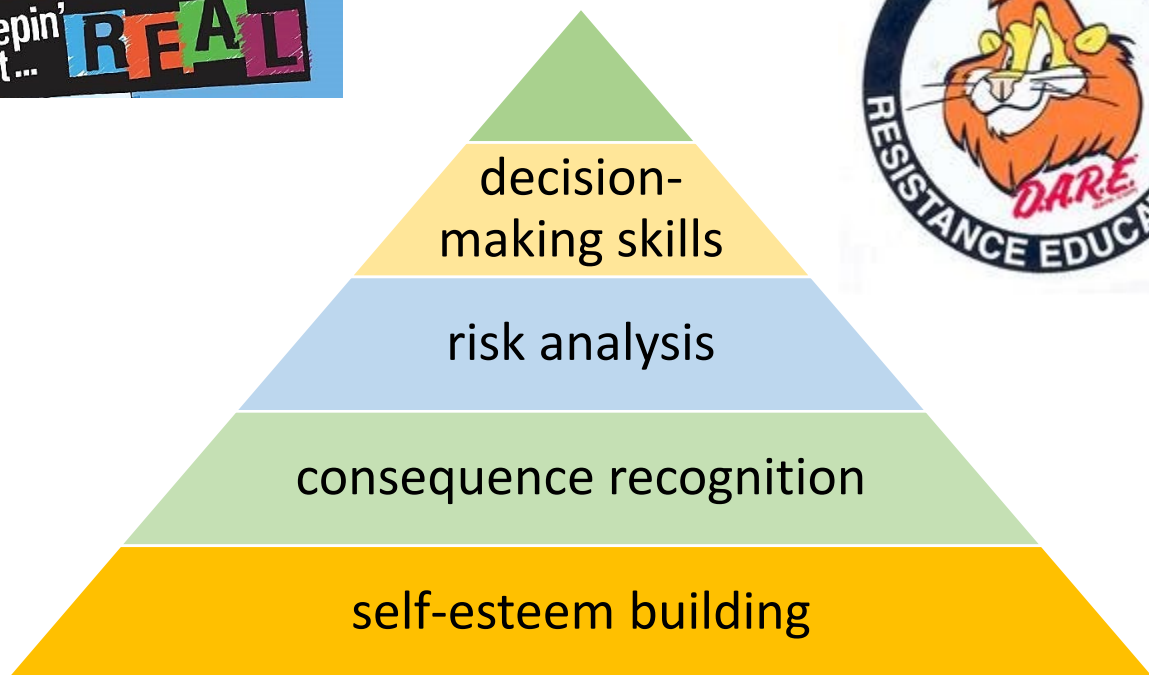 epin'
t... REAL
decision-
making skills
risk analysis
consequence recognition
self-esteem building
RESISTANCE EDUCA
D.A.R.E.